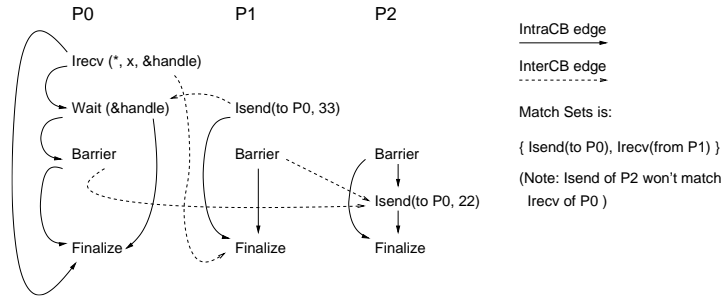 P0 P1 P2
Irecv (*, x, &handle)
Wait (&handle) Isend(to P0, 33)
Barrier Barrier Barrier
Isend(to P0, 22)
Finalize Finalize Finalize
IntraCB edge
InterCB edge
Match Sets is:
{ Isend(to P0), Irecv(from P1) }
(Note: Isend of P2 won't match
Irecv of P0 )